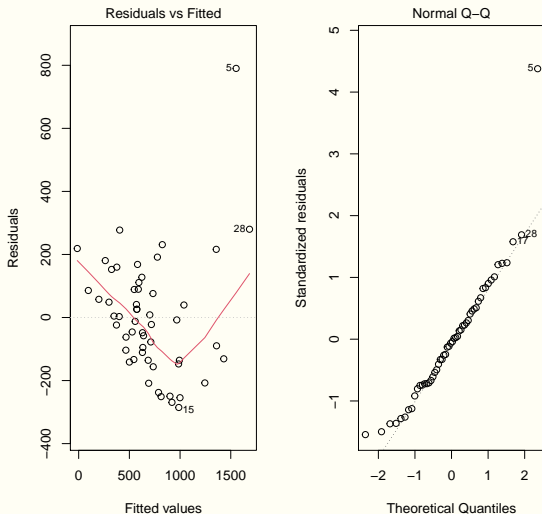 Residuals vs Fitted
800
600
400
200
0
−200
−400
Residuals
5
28
15
0 500 1000 1500
Fitted values
Normal Q−Q
5
4
3
2
1
0
−1
Standardized residuals
5
28
17
−2 −1 0 1 2
Theoretical Quantiles